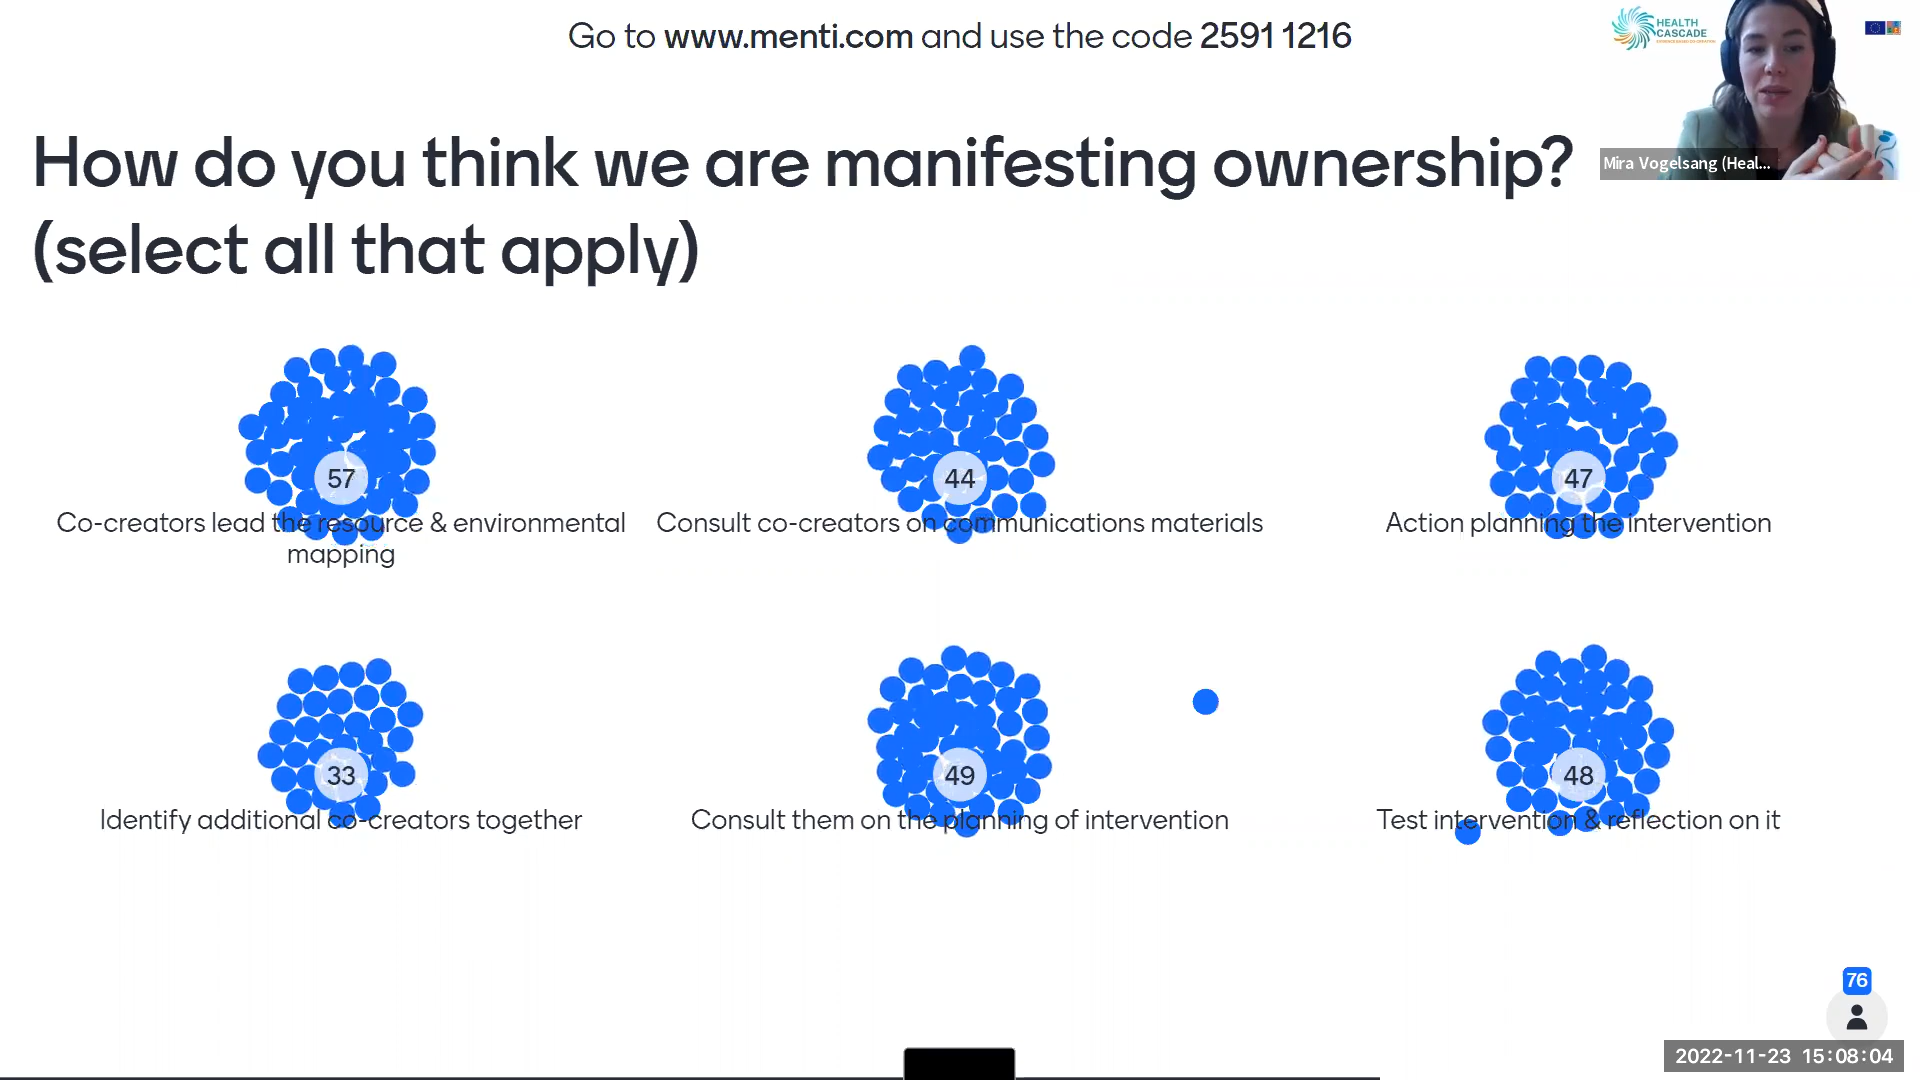 Go to www.menti.com and use the code 2591 1216
HEALTH
CASCADE
How do you think we are manifesting ownership?
(select all that apply)
Mira Vogelsang (Heal...
57
Co-creators lead the resource & environmental
mapping
44
Consult co-creators on communications materials
47
Action planning the intervention
33
Identify additional co-creators together
49
Consult them on the planning of intervention
48
Test intervention & reflection on it
76
2022-11-23 15:08:04